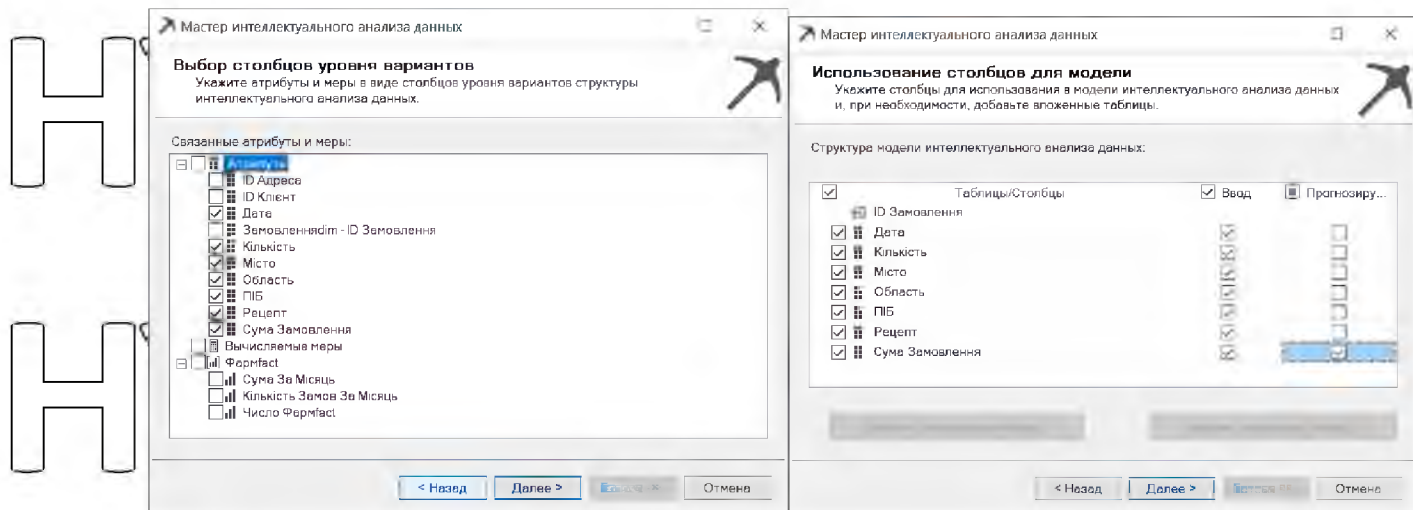 Н
Н
Мастер интеллектуального анализа данных
Выбор столбцов уровня вариантов
Укажите атрибуты и меры в виде столбцов уровня вариантов структуры
интеллектуального анализа данных.
Связанные атрибуты и меры:
Атрибуты
ID Адреса
ID Клієнт
Дата
Замовленняdim - ID Замовлення
Кількість
Місто
Область
ПІБ
Рецепт
Сума Замовлення
Вычисляемые меры
Фармfact
Сума За Місяць
Кількість Замов За Місяць
Число Фармfact
< Назад Далее > Отмена
Мастер интеллектуального анализа данных
Использование столбцов для модели
Укажите столбцы для использования в модели интеллектуального анализа данных
и, при необходимости, добавьте вложенные таблицы.
Структура модели интеллектуального анализа данных:
Таблицы/Столбцы Ввод Прогнозиру...
ID Замовлення
Дата
Кількість
Місто
Область
ПІБ
Рецепт
Сума Замовлення
< Назад Далее > Отмена